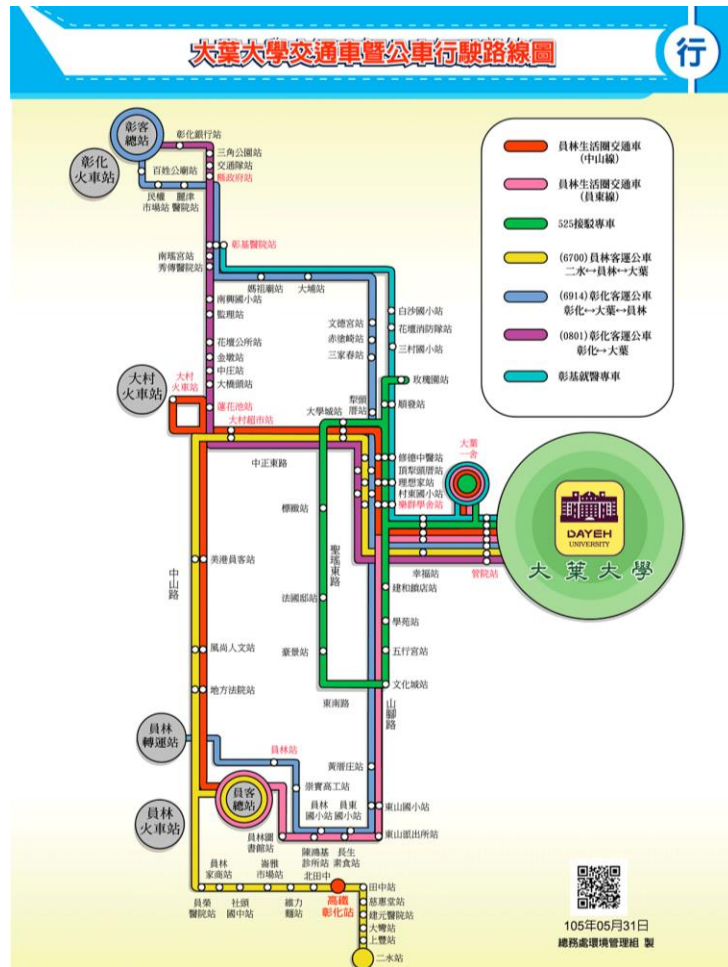 大葉大學交通車暨公車行駛路線圖
行
員林生活圈交通車
(中山線)
員林生活圈交通車
(員東線)
525接駁專車
(6700)員林客運公車
二水↔員林↔大葉
(6914)彰化客運公車
彰化↔大葉↔員林
(0801)彰化客運公車
彰化↔大葉
彰基就醫專車
彰客
總站
彰化銀行站
彰化
火車站
三角公園站
交通隊站
縣政府站
百姓公廟站
民權
市場站
麗津
醫院站
彰基醫院站
南瑤宮站
秀傳醫院站
媽祖廟站
大埔站
南興國小站
監理站
白沙國小站
文德宮站
花壇消防隊站
赤塗崎站
三村國小站
三家春站
花壇公所站
金墩站
中庄站
大橋頭站
玫瑰園站
大村
火車站
大村
火車站
蓮花池站
大村超市站
大學城站
犁頭
厝站
順發站
中正東路
修德中醫站
頂犁頭厝站
理想家站
村東國小站
樂群學舍站
大葉
一舍
DAYEH
UNIVERSITY
大葉大學
幸福站
管院站
標緻站
聖瑤東路
中山路
美港員客站
法國邸站
建和鎖店站
學苑站
豪景站
五行宮站
風尚人文站
地方法院站
文化城站
東南路
山腳路
員林
轉運站
員林站
黃厝庄站
崇實高工站
員客
總站
員林
國小站
員東
國小站
東山國小站
員林
火車站
員林圖
書館站
陳鴻基
診所站
長生
素食站
東山派出所站
員榮
醫院站
員林
家商站
社頭
國中站
崙雅
市場站
維力
麵站
北田中
高鐵
彰化站
田中站
慈惠堂站
建元醫院站
大彎站
上豐站
二水站
105年05月31日
總務處環境管理組 製